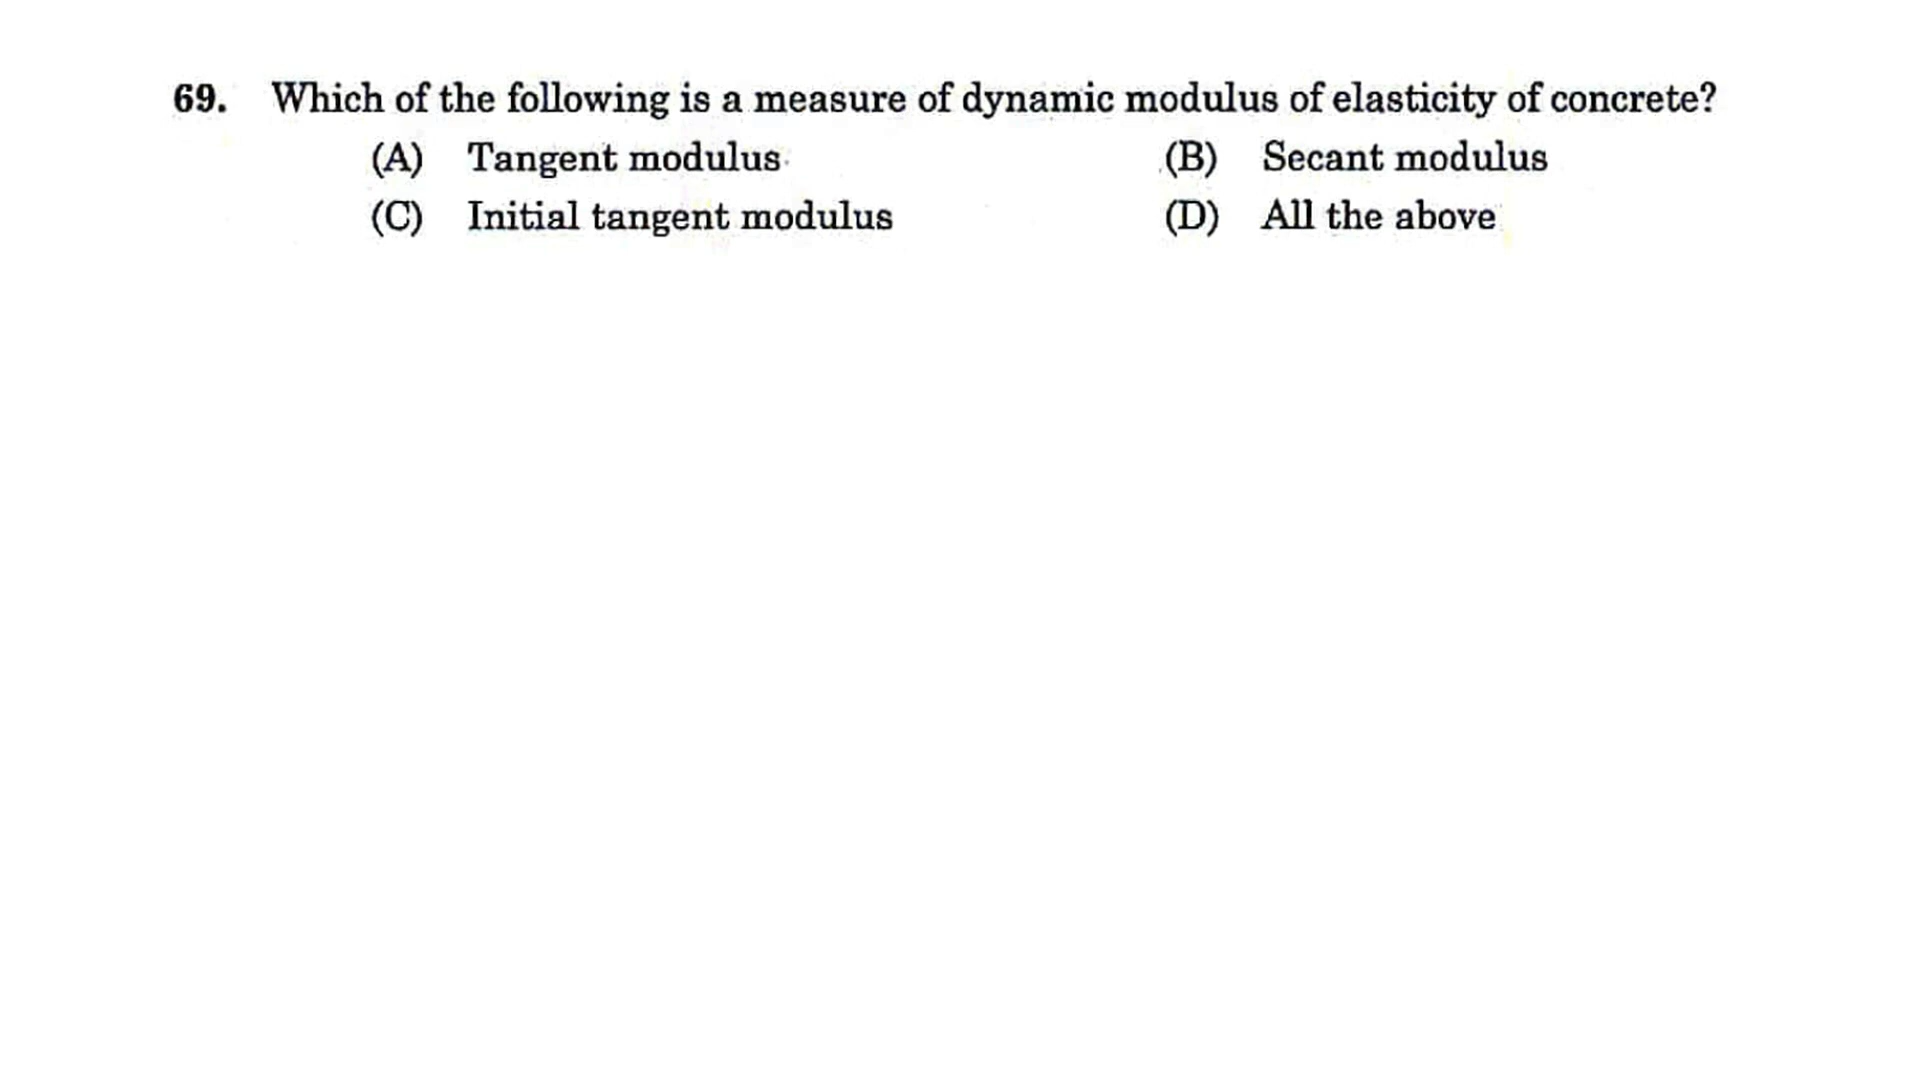 69. Which of the following is a measure of dynamic modulus of elasticity of concrete?
(A) Tangent modulus (B) Secant modulus
(C) Initial tangent modulus (D) All the above